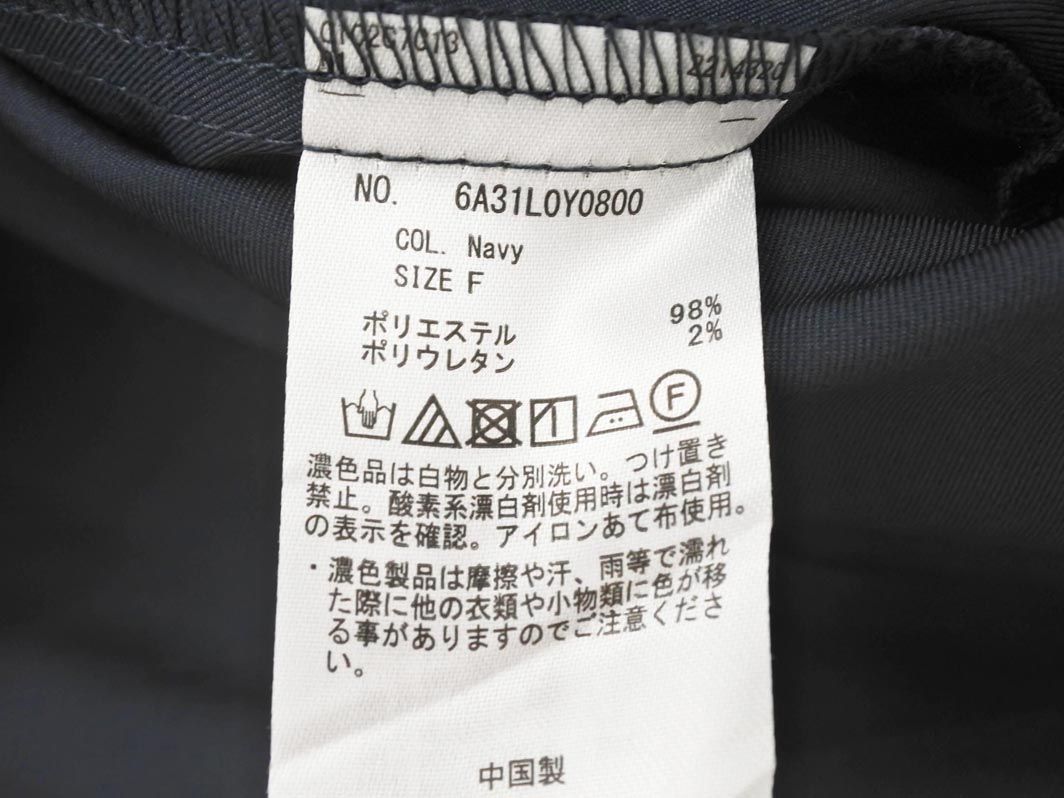 NO. 6A31L0Y0800
COL. Navy
SIZE F
ポリエステル 98%
ポリウレタン 2%
F
濃色品は白物と分別洗い。つけ置き
禁止。酸素系漂白剤使用時は漂白剤
の表示を確認。アイロンあて布使用。
・濃色製品は摩擦や汗、雨等で濡れ
た際に他の衣類や小物類に色が移
る事がありますのでご注意くださ
い。
中国製